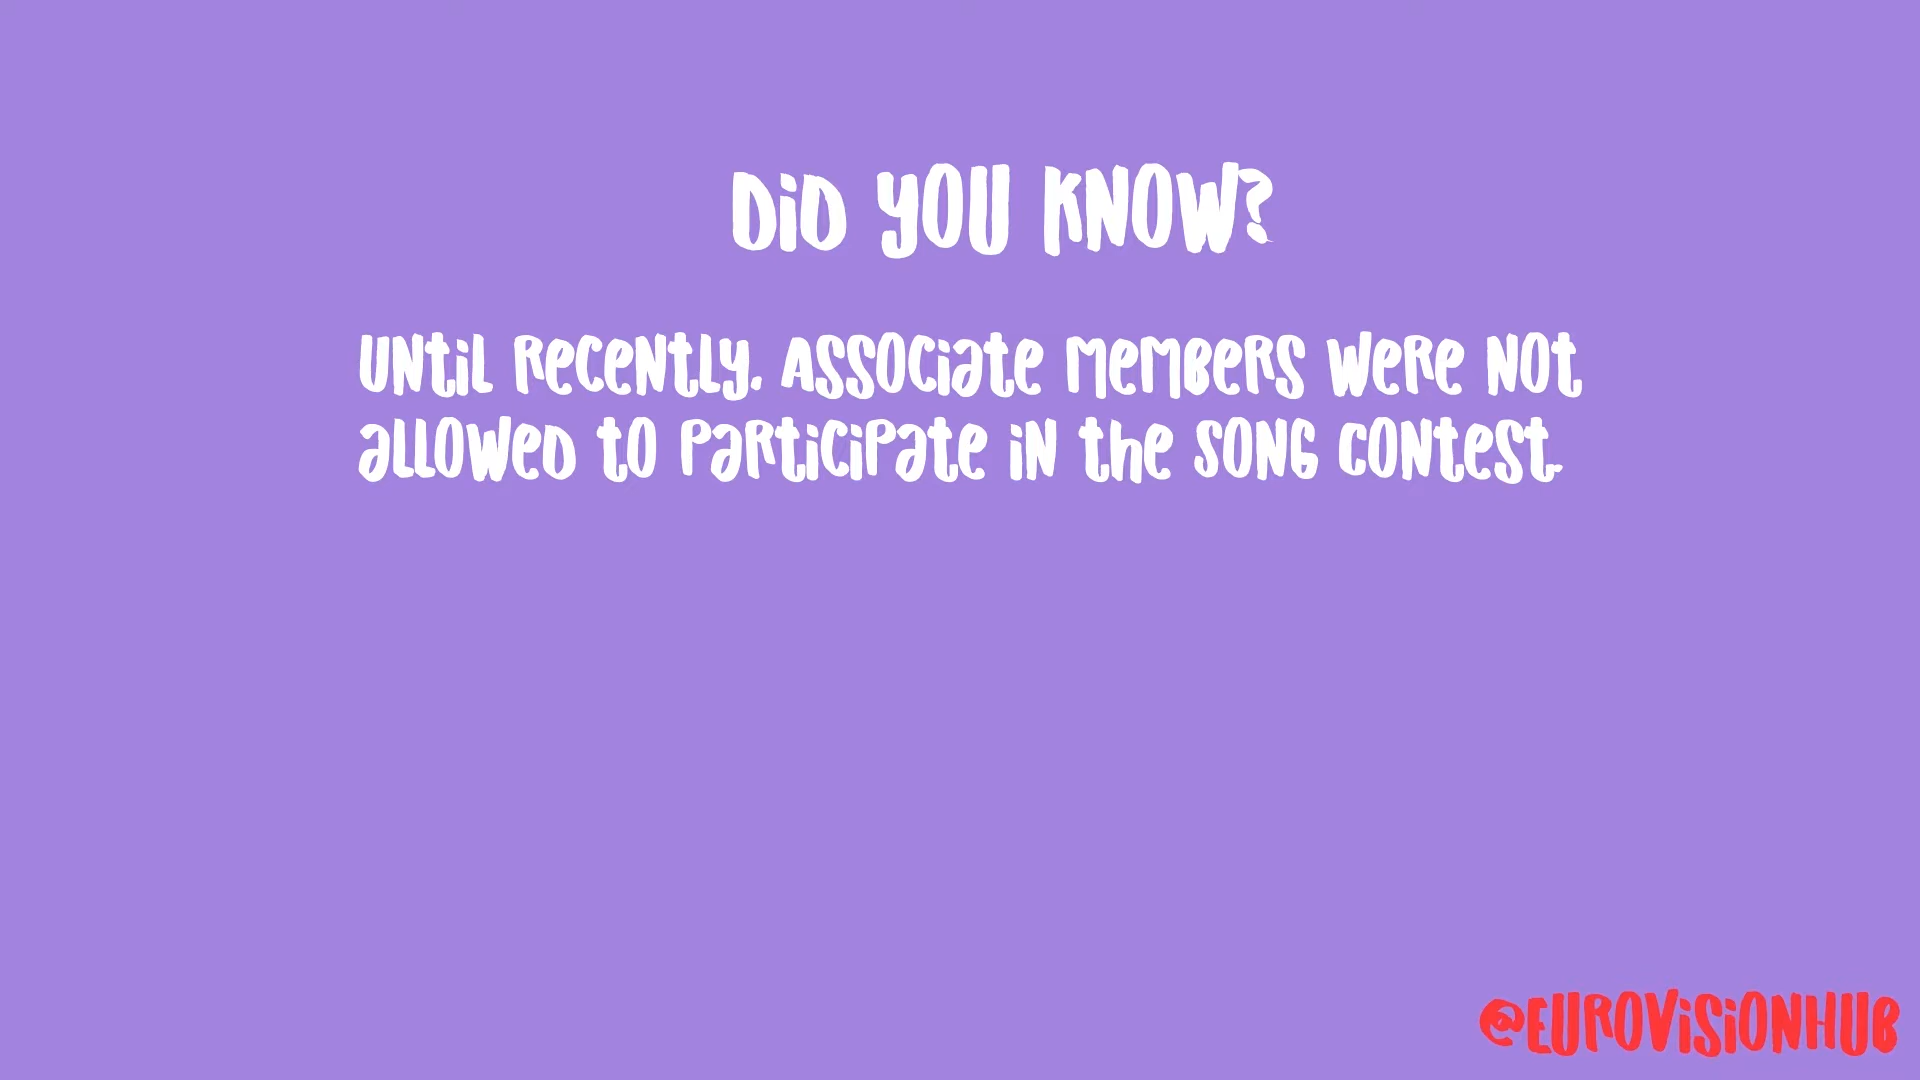 DiD YOU KNOW?
UNtiL ReCeNtLy, ASSOCiate MeMBeRS WeRe NOt
aLLOWeD tO PaRtiCiPate iN the SONG CONteSt.
@EUROViSiONHUB